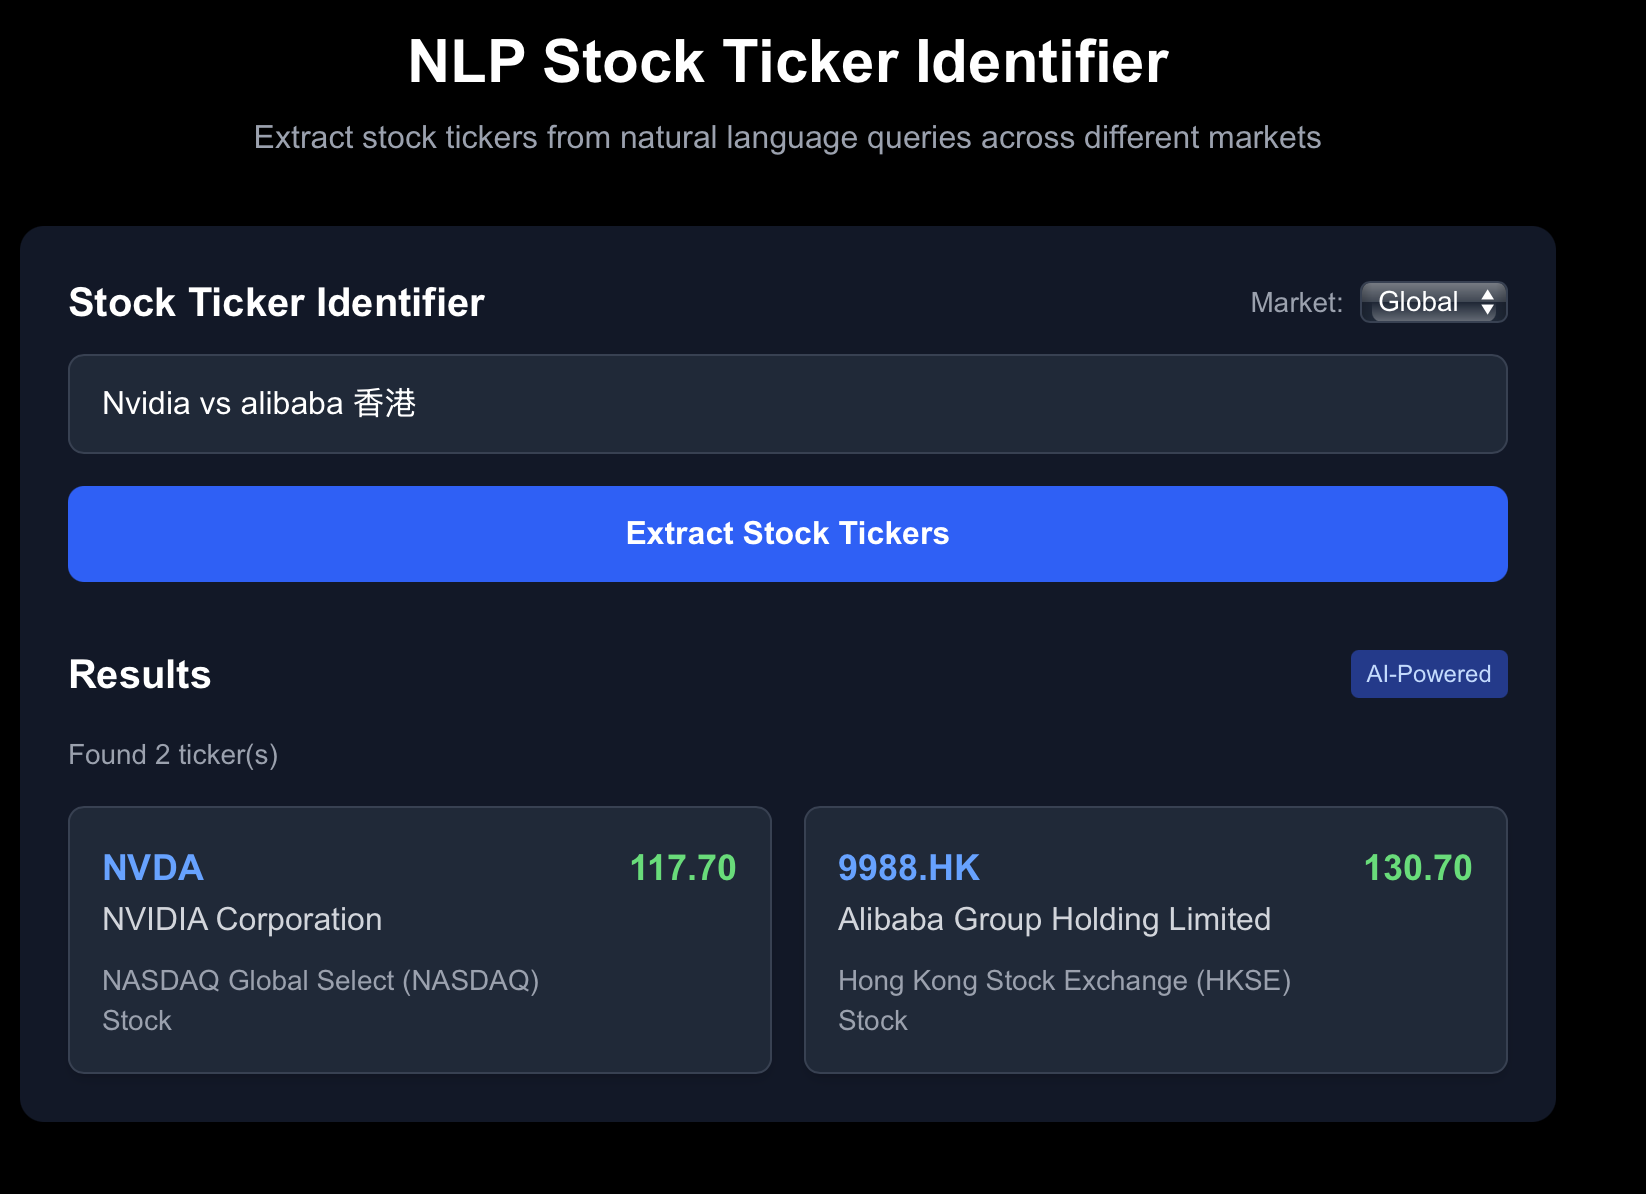 NLP Stock Ticker Identifier
Extract stock tickers from natural language queries across different markets
Stock Ticker Identifier
Market: Global
Nvidia vs alibaba 香港
Extract Stock Tickers
Results
AI-Powered
Found 2 ticker(s)
NVDA 117.70
NVIDIA Corporation
NASDAQ Global Select (NASDAQ)
Stock
9988.HK 130.70
Alibaba Group Holding Limited
Hong Kong Stock Exchange (HKSE)
Stock